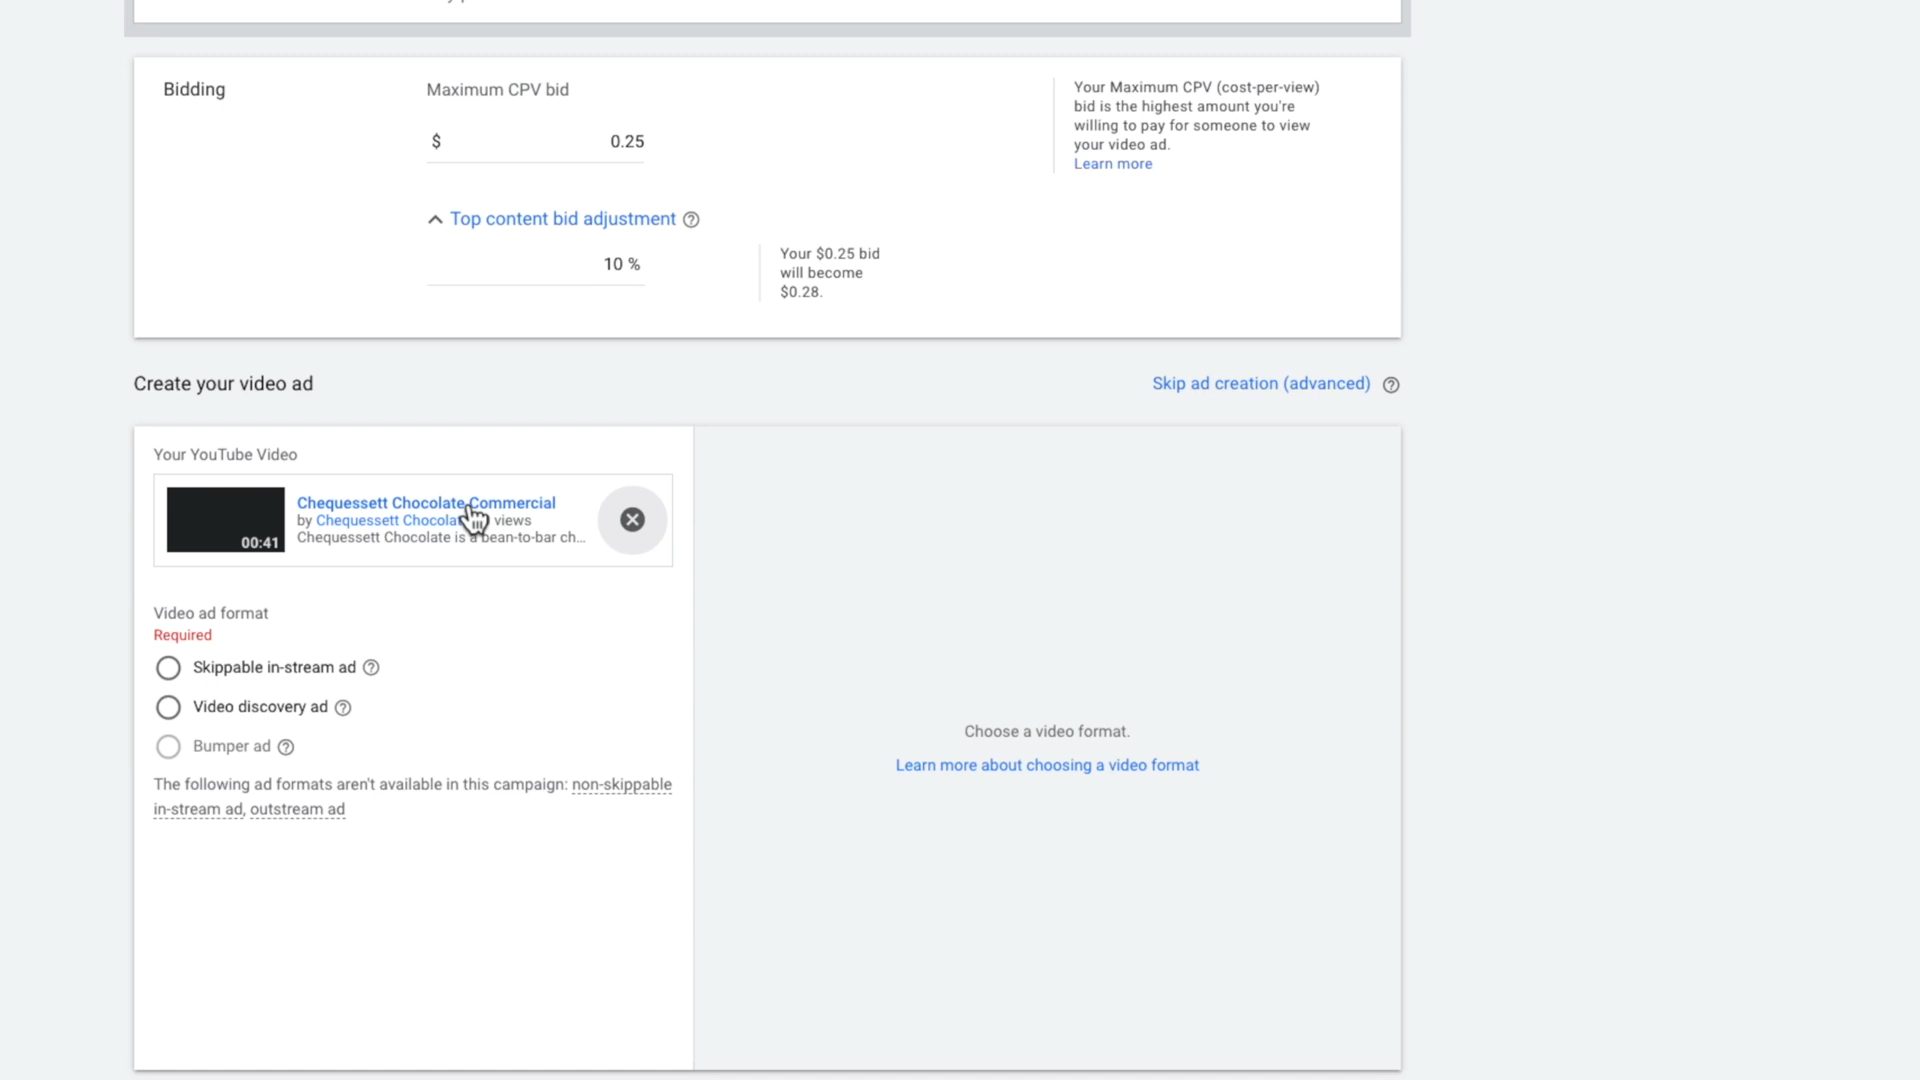 Bidding
Maximum CPV bid
$ 0.25
Your Maximum CPV (cost-per-view)
bid is the highest amount you're
willing to pay for someone to view
your video ad.
Learn more
Top content bid adjustment
10 %
Your $0.25 bid
will become
$0.28.
Create your video ad
Skip ad creation (advanced)
Your YouTube Video
00:41
Chequessett Chocolate Commercial
by Chequessett views
Chequessett Chocolate is a bean-to-bar ch...
Video ad format
Required
Skippable in-stream ad
Video discovery ad
Bumper ad
The following ad formats aren't available in this campaign: non-skippable
in-stream ad, outstream ad
Choose a video format.
Learn more about choosing a video format